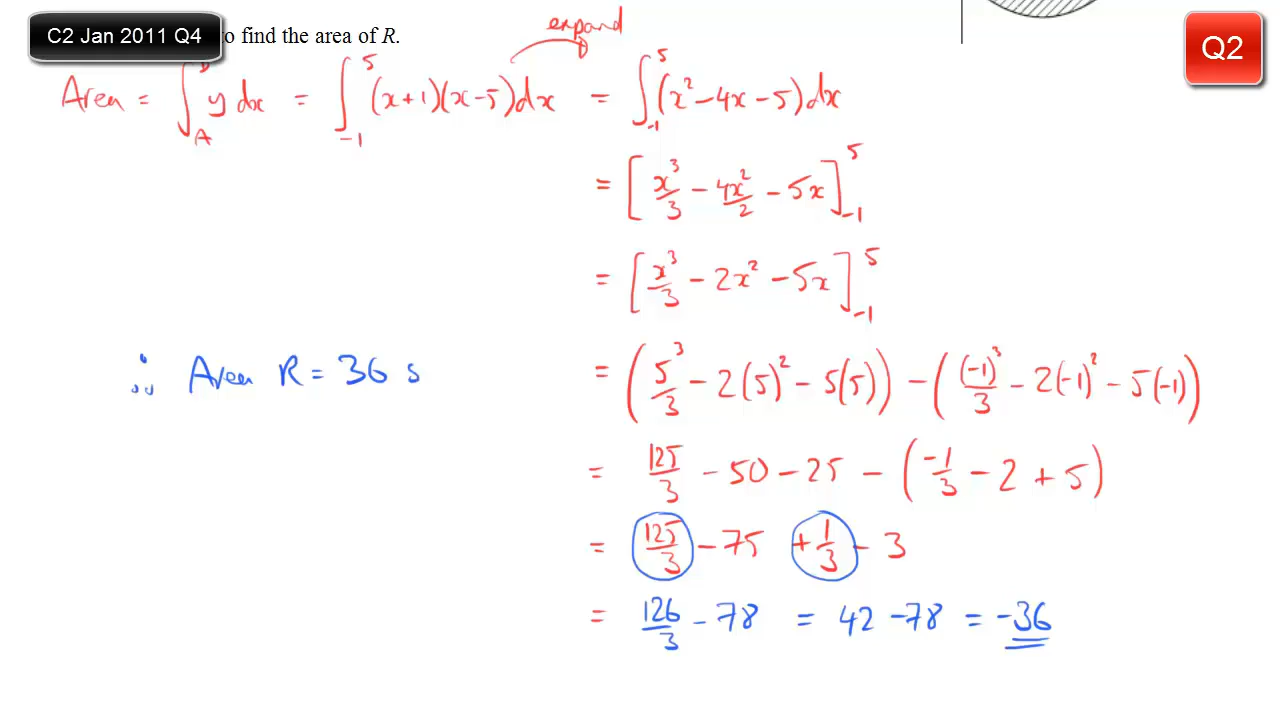 expand
C2 Jan 2011 Q4 to find the area of R.
Q2
Area = ∫_A^B y dx = ∫_{-1}^5 (x+1)(x-5)dx = ∫_{-1}^5 (x² - 4x - 5)dx
= [x³/3 - 4x²/2 - 5x]_{-1}^5
= [x³/3 - 2x² - 5x]_{-1}^5
∴ Area R = 36 s
= (5³/3 - 2(5)² - 5(5)) - ((-1)³/3 - 2(-1)² - 5(-1))
= 125/3 - 50 - 25 - (-1/3 - 2 + 5)
= 125/3 - 75 + 1/3 - 3
= 126/3 - 78 = 42 - 78 = -36